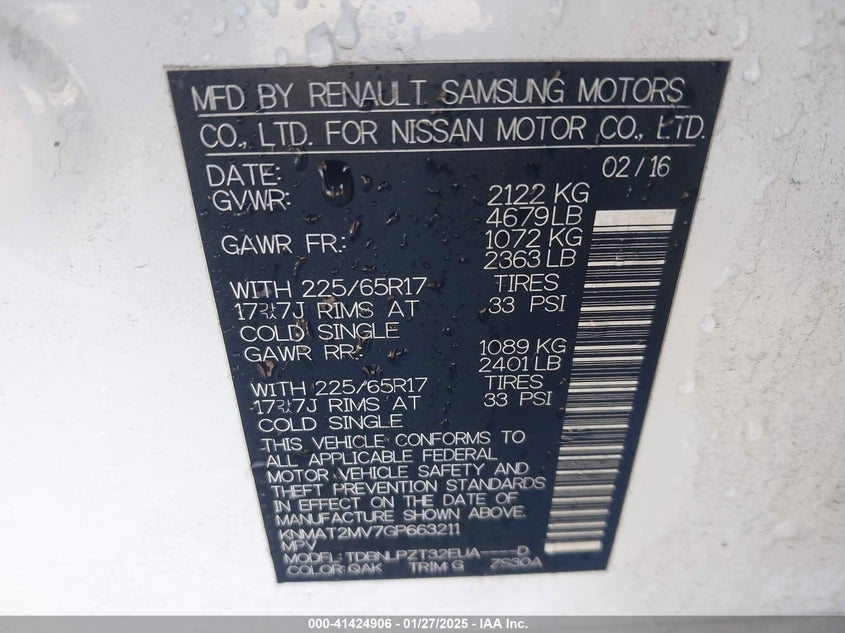 MFD BY RENAULT SAMSUNG MOTORS
CO., LTD. FOR NISSAN MOTOR CO., LTD.
DATE: 02/16
GVWR: 2122 KG
4679LB
GAWR FR.: 1072 KG
2363 LB
WITH 225/65R17 TIRES
17x7J RIMS AT 33 PSI
COLD SINGLE
GAWR RR: 1089 KG
2401 LB
WITH 225/65R17 TIRES
17x7J RIMS AT 33 PSI
COLD SINGLE
THIS VEHICLE CONFORMS TO
ALL APPLICABLE FEDERAL
MOTOR VEHICLE SAFETY AND
THEFT PREVENTION STANDARDS
IN EFFECT ON THE DATE OF
MANUFACTURE SHOWN ABOVE.
KNMAT2MV7GP663211
MPV
MODEL: TDBNLPZT32EUA----D
COLOR: QAK TRIM G ZS30A
000-41424906 - 01/27/2025 - IAA Inc.